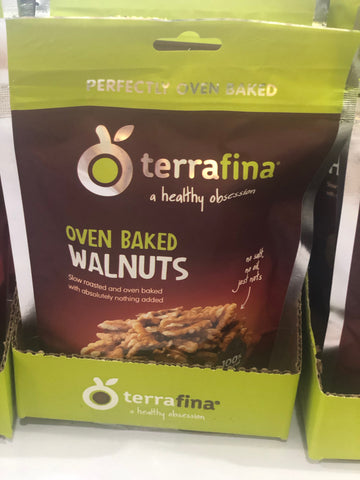 PERFECTLY OVEN BAKED
terrafina®
a healthy obsession
OVEN BAKED
WALNUTS
Slow roasted and oven baked
with absolutely nothing added
no salt,
no oil,
just nuts
100%
terrafina®
a healthy obsession